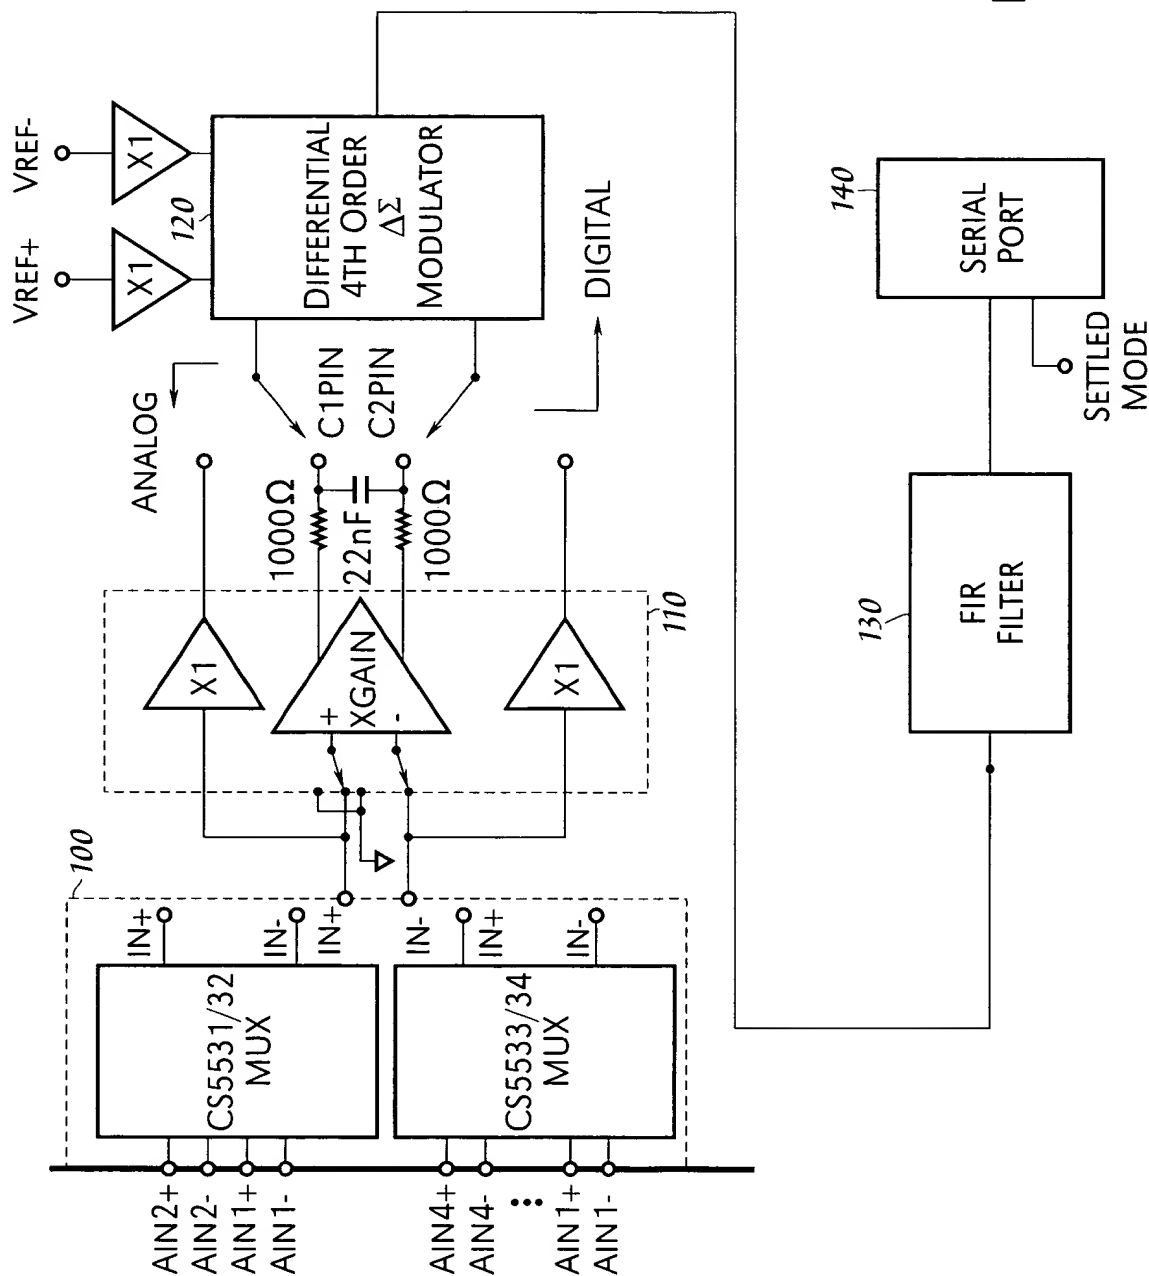 AIN2+
AIN2-
AIN1+
AIN1-
AIN4+
AIN4-
•••
AIN1+
AIN1-
100
CS5531/32
MUX
CS5533/34
MUX
IN+
IN-
IN+
IN-
IN+
IN-
110
X1
+
XGAIN
-
X1
1000Ω
22nF
1000Ω
C1PIN
C2PIN
ANALOG
DIGITAL
VREF+
VREF-
X1
X1
120
DIFFERENTIAL
4TH ORDER
ΔΣ
MODULATOR
130
FIR
FILTER
140
SERIAL
PORT
SETTLED
MODE